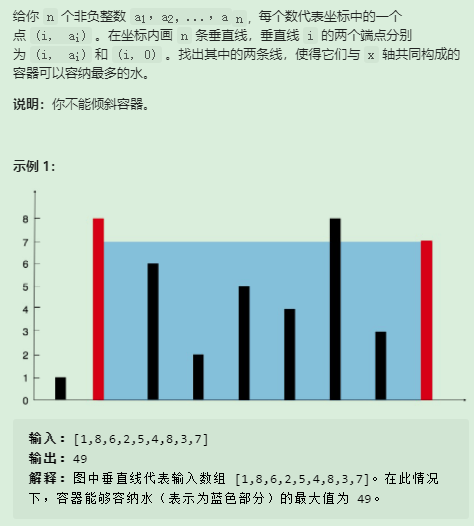 给你 n 个非负整数 a1，a2，...，a n，每个数代表坐标中的一个
点 (i, ai) 。在坐标内画 n 条垂直线，垂直线 i 的两个端点分别
为 (i, ai) 和 (i, 0) 。找出其中的两条线，使得它们与 x 轴共同构成的
容器可以容纳最多的水。
说明：你不能倾斜容器。
示例 1：
8
7
6
5
4
3
2
1
0
输入：[1,8,6,2,5,4,8,3,7]
输出：49
解释：图中垂直线代表输入数组 [1,8,6,2,5,4,8,3,7]。在此情况
下，容器能够容纳水（表示为蓝色部分）的最大值为 49。